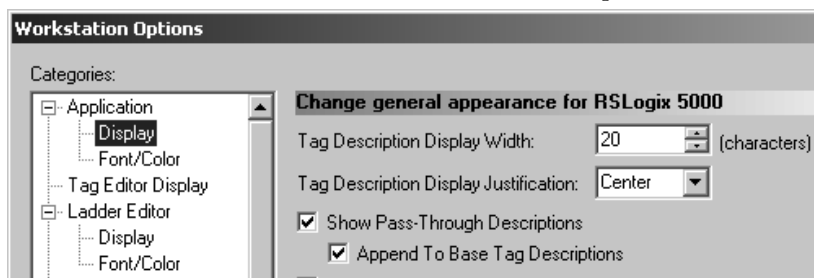 Workstation Options
Categories:
Application
Display
Font/Color
Tag Editor Display
Ladder Editor
Display
Font/Color
Change general appearance for RSLogix 5000
Tag Description Display Width: 20 (characters)
Tag Description Display Justification: Center
Show Pass-Through Descriptions
Append To Base Tag Descriptions